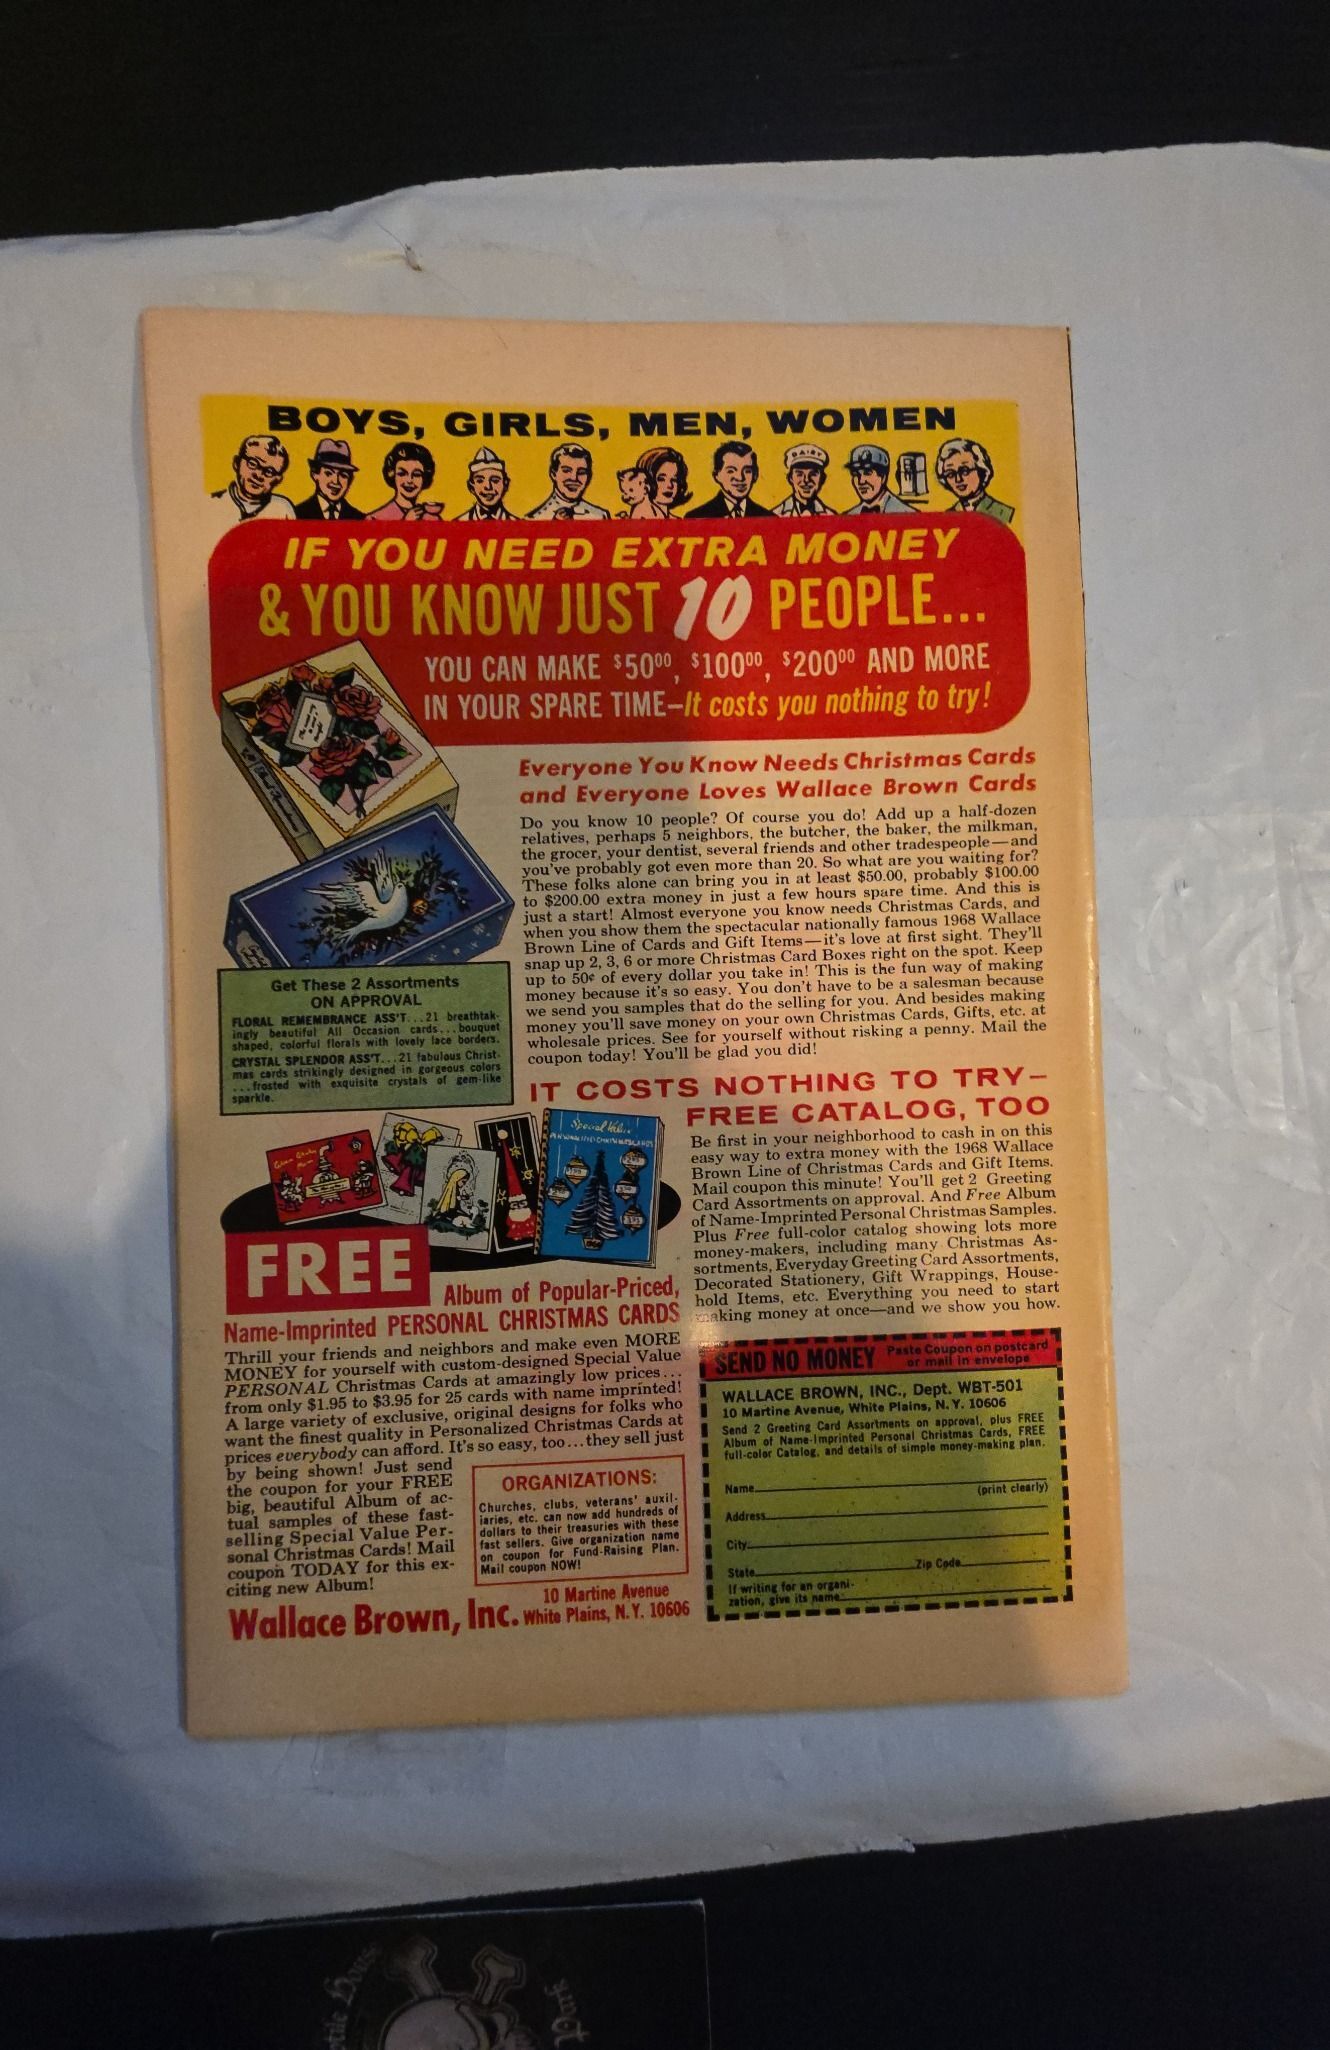 BOYS, GIRLS, MEN, WOMEN
DAIRY
IF YOU NEED EXTRA MONEY
& YOU KNOW JUST 10 PEOPLE...
YOU CAN MAKE $50⁰⁰, $100⁰⁰, $200⁰⁰ AND MORE
IN YOUR SPARE TIME—It costs you nothing to try!
Everyone You Know Needs Christmas Cards
and Everyone Loves Wallace Brown Cards
Do you know 10 people? Of course you do! Add up a half-dozen
relatives, perhaps 5 neighbors, the butcher, the baker, the milkman,
the grocer, your dentist, several friends and other tradespeople—and
you've probably got even more than 20. So what are you waiting for?
These folks alone can bring you in at least $50.00, probably $100.00
to $200.00 extra money in just a few hours spare time. And this is
just a start! Almost everyone you know needs Christmas Cards, and
when you show them the spectacular nationally famous 1968 Wallace
Brown Line of Cards and Gift Items—it's love at first sight. They'll
snap up 2, 3, 6 or more Christmas Card Boxes right on the spot. Keep
up to 50¢ of every dollar you take in! This is the fun way of making
money because it's so easy. You don't have to be a salesman because
we send you samples that do the selling for you. And besides making
money you'll save money on your own Christmas Cards, Gifts, etc. at
wholesale prices. See for yourself without risking a penny. Mail the
coupon today! You'll be glad you did!
Get These 2 Assortments
ON APPROVAL
FLORAL REMEMBRANCE ASS'T...21 breathtak-
ingly beautiful All Occasion cards...bouquet
shaped, colorful florals with lovely lace borders.
CRYSTAL SPLENDOR ASS'T...21 fabulous Christ-
mas cards strikingly designed in gorgeous colors
...frosted with exquisite crystals of gem-like
sparkle.
IT COSTS NOTHING TO TRY—
FREE CATALOG, TOO
Be first in your neighborhood to cash in on this
easy way to extra money with the 1968 Wallace
Brown Line of Christmas Cards and Gift Items.
Mail coupon this minute! You'll get 2 Greeting
Card Assortments on approval. And Free Album
of Name-Imprinted Personal Christmas Samples.
Plus Free full-color catalog showing lots more
money-makers, including many Christmas As-
sortments, Everyday Greeting Card Assortments,
Decorated Stationery, Gift Wrappings, House-
hold Items, etc. Everything you need to start
making money at once—and we show you how.
Special Value
PERSONALIZED CHRISTMAS CARDS
FREE
Album of Popular-Priced,
Name-Imprinted PERSONAL CHRISTMAS CARDS
Thrill your friends and neighbors and make even MORE
MONEY for yourself with custom-designed Special Value
PERSONAL Christmas Cards at amazingly low prices...
from only $1.95 to $3.95 for 25 cards with name imprinted!
A large variety of exclusive, original designs for folks who
want the finest quality in Personalized Christmas Cards at
prices everybody can afford. It's so easy, too...they sell just
by being shown! Just send
the coupon for your FREE
big, beautiful Album of ac-
tual samples of these fast-
selling Special Value Per-
sonal Christmas Cards! Mail
coupon TODAY for this ex-
citing new Album!
ORGANIZATIONS:
Churches, clubs, veterans' auxil-
iaries, etc. can now add hundreds of
dollars to their treasuries with these
fast sellers. Give organization name
on coupon for Fund-Raising Plan.
Mail coupon NOW!
Wallace Brown, Inc.
10 Martine Avenue
White Plains, N.Y. 10606
SEND NO MONEY
Paste Coupon on postcard
or mail in envelope
WALLACE BROWN, INC., Dept. WBT-501
10 Martine Avenue, White Plains, N.Y. 10606
Send 2 Greeting Card Assortments on approval, plus FREE
Album of Name-Imprinted Personal Christmas Cards, FREE
full-color Catalog, and details of simple money-making plan.
Name
(print clearly)
Address
City
State
Zip Code
If writing for an organi-
zation, give its name